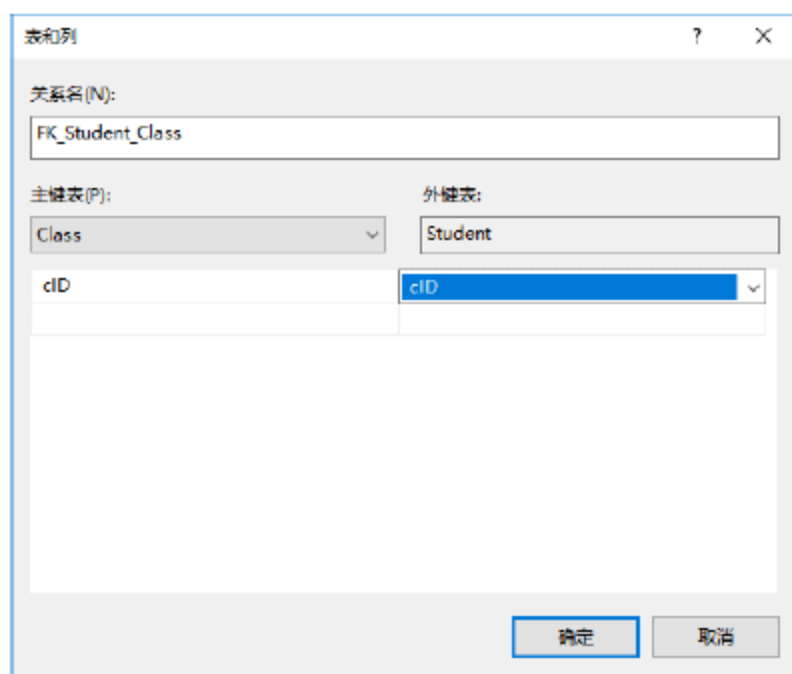 表和列 ?
关系名(N):
FK_Student_Class
主键表(P): 外键表:
Class Student
cID cID
确定 取消